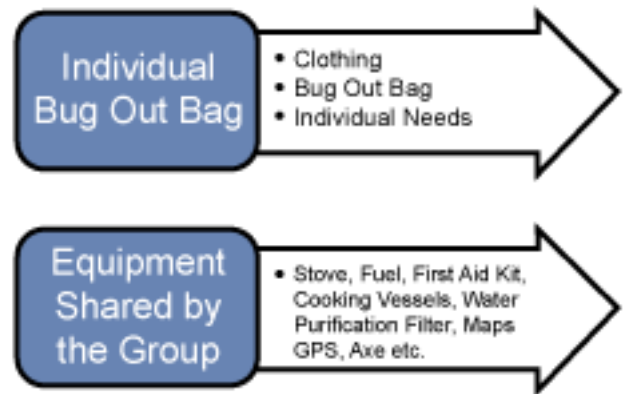 Individual
Bug Out Bag
• Clothing
• Bug Out Bag
• Individual Needs
Equipment
Shared by
the Group
• Stove, Fuel, First Aid Kit,
Cooking Vessels, Water
Purification Filter, Maps
GPS, Axe etc.